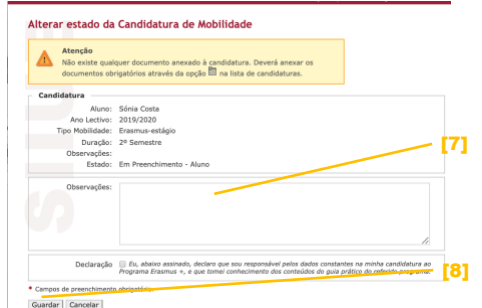 Alterar estado da Candidatura de Mobilidade
Atenção
Não existe qualquer documento anexado à candidatura. Deverá anexar os
documentos obrigatórios através da opção na lista de candidaturas.
Candidatura
Aluno: Sónia Costa
Ano Lectivo: 2019/2020
Tipo Mobilidade: Erasmus-estágio
Duração: 2º Semestre
Observações:
Estado: Em Preenchimento - Aluno
[7]
Observações:
Declaração Eu, abaixo assinado, declaro que sou responsável pelos dados constantes na minha candidatura ao
Programa Erasmus +, e que tomei conhecimento dos conteúdos do guia prático do referido programa.
[8]
* Campos de preenchimento obrigatório.
Guardar Cancelar